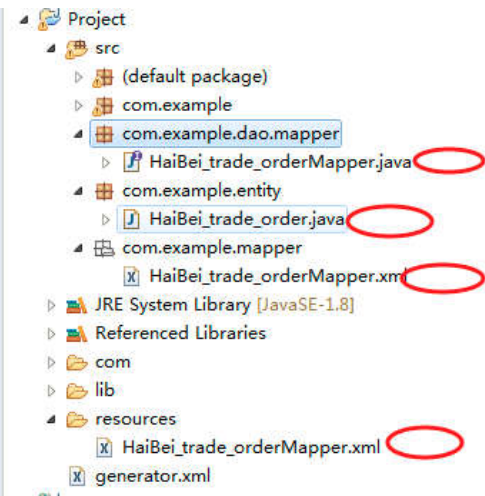 Project
src
(default package)
com.example
com.example.dao.mapper
HaiBei_trade_orderMapper.java
com.example.entity
HaiBei_trade_order.java
com.example.mapper
HaiBei_trade_orderMapper.xml
JRE System Library [JavaSE-1.8]
Referenced Libraries
com
lib
resources
HaiBei_trade_orderMapper.xml
generator.xml